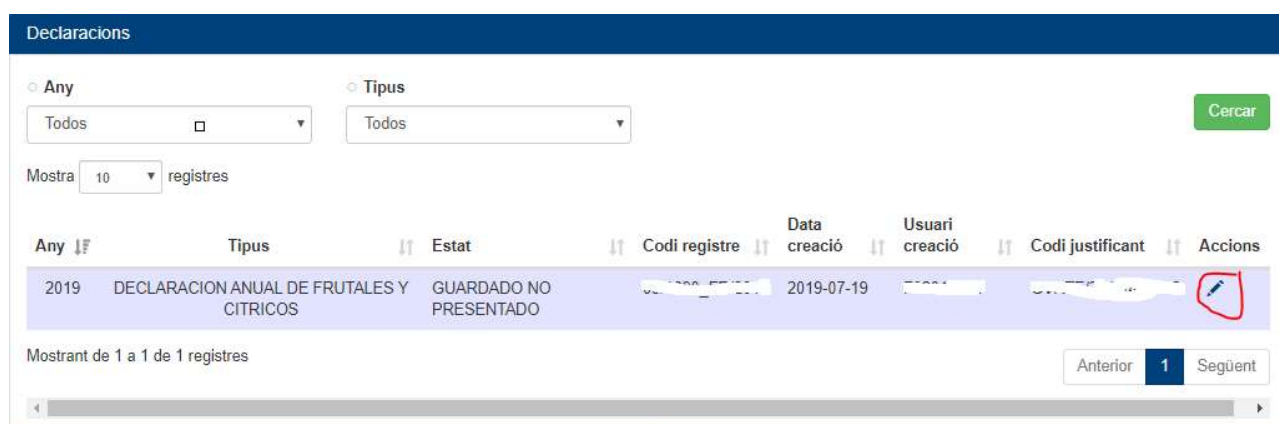 Declaracions
Any Tipus
Todos Todos Cercar
Mostra 10 registres
Any Tipus Estat Codi registre Data creació Usuari creació Codi justificant Accions
2019 DECLARACION ANUAL DE FRUTALES Y GUARDADO NO 2019-07-19
CITRICOS PRESENTADO
Mostrant de 1 a 1 de 1 registres
Anterior 1 Següent